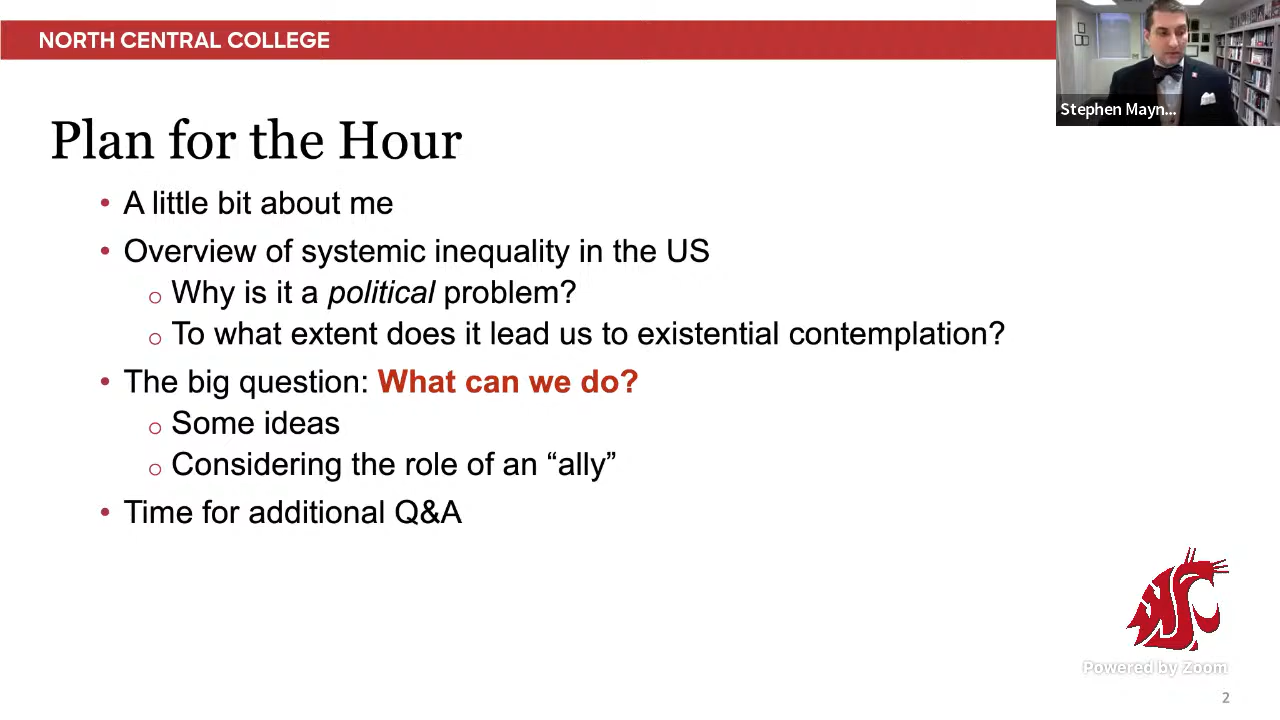 NORTH CENTRAL COLLEGE
Stephen Mayn...
Plan for the Hour
• A little bit about me
• Overview of systemic inequality in the US
o Why is it a political problem?
o To what extent does it lead us to existential contemplation?
• The big question: What can we do?
o Some ideas
o Considering the role of an “ally”
• Time for additional Q&A
Powered by Zoom
2